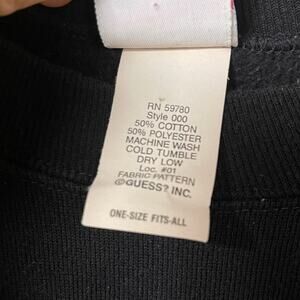 RN 59780
Style 000
50% COTTON
50% POLYESTER
MACHINE WASH
COLD TUMBLE
DRY LOW
Loc. #01
FABRIC PATTERN
©GUESS? INC.
ONE-SIZE FITS-ALL